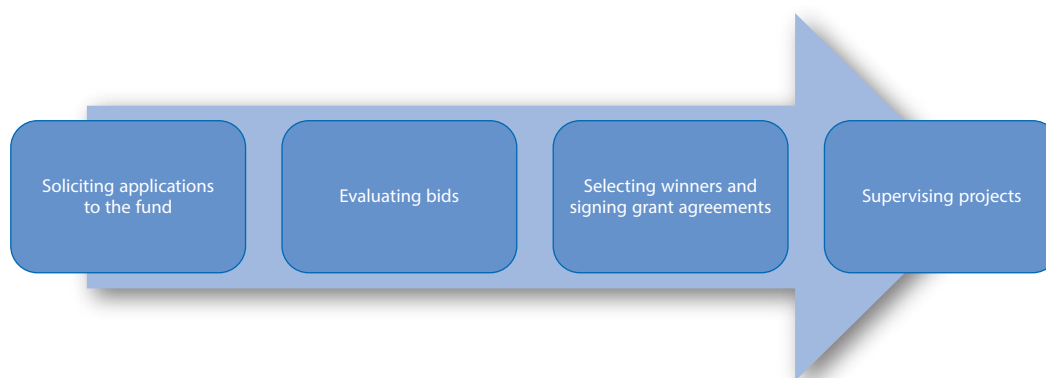 Soliciting applications
to the fund
Evaluating bids
Selecting winners and
signing grant agreements
Supervising projects